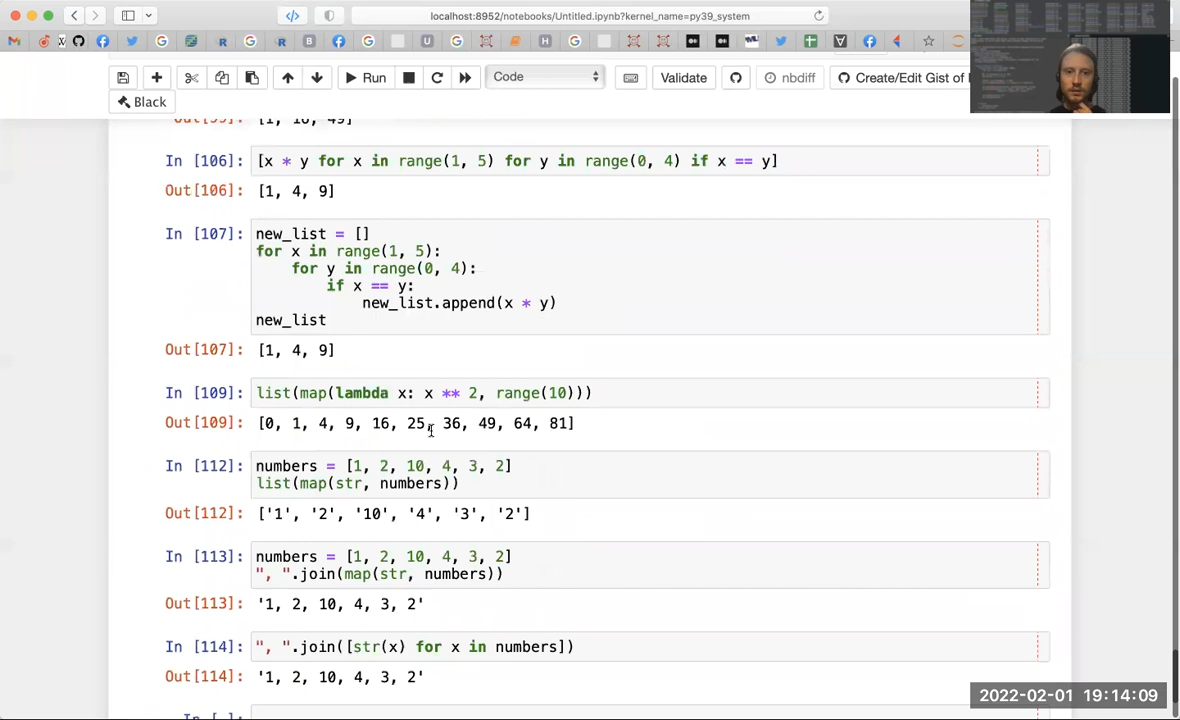 localhost:8952/notebooks/Untitled.ipynb?kernel_name=py39_system
Run
Code
Validate
nbdiff
Create/Edit Gist of
Black
[1, 16, 49]
In [106]: [x * y for x in range(1, 5) for y in range(0, 4) if x == y]
Out[106]: [1, 4, 9]
In [107]: new_list = []
for x in range(1, 5):
for y in range(0, 4):
if x == y:
new_list.append(x * y)
new_list
Out[107]: [1, 4, 9]
In [109]: list(map(lambda x: x ** 2, range(10)))
Out[109]: [0, 1, 4, 9, 16, 25, 36, 49, 64, 81]
In [112]: numbers = [1, 2, 10, 4, 3, 2]
list(map(str, numbers))
Out[112]: ['1', '2', '10', '4', '3', '2']
In [113]: numbers = [1, 2, 10, 4, 3, 2]
", ".join(map(str, numbers))
Out[113]: '1, 2, 10, 4, 3, 2'
In [114]: ", ".join([str(x) for x in numbers])
Out[114]: '1, 2, 10, 4, 3, 2'
2022-02-01 19:14:09